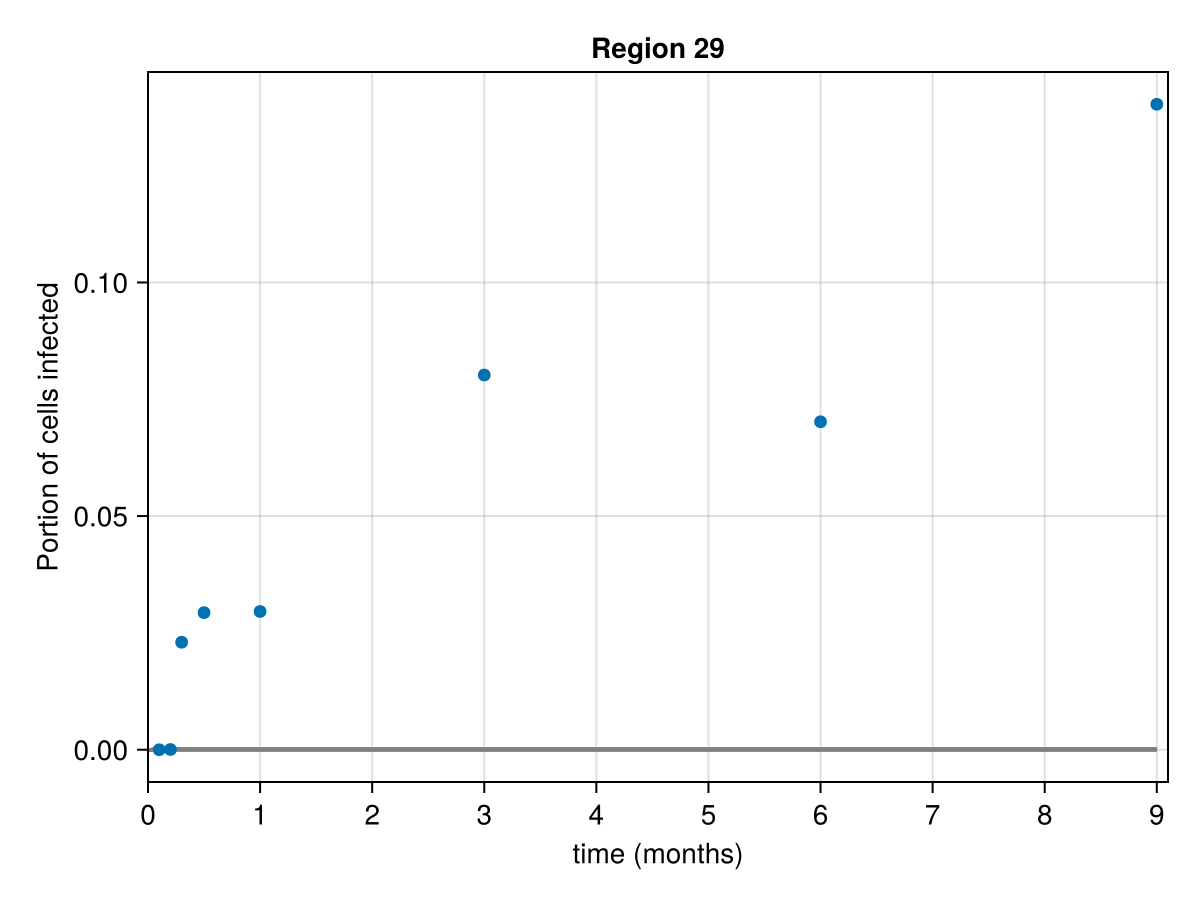 Region 29
Portion of cells infected
0.10
0.05
0.00
0 1 2 3 4 5 6 7 8 9
time (months)